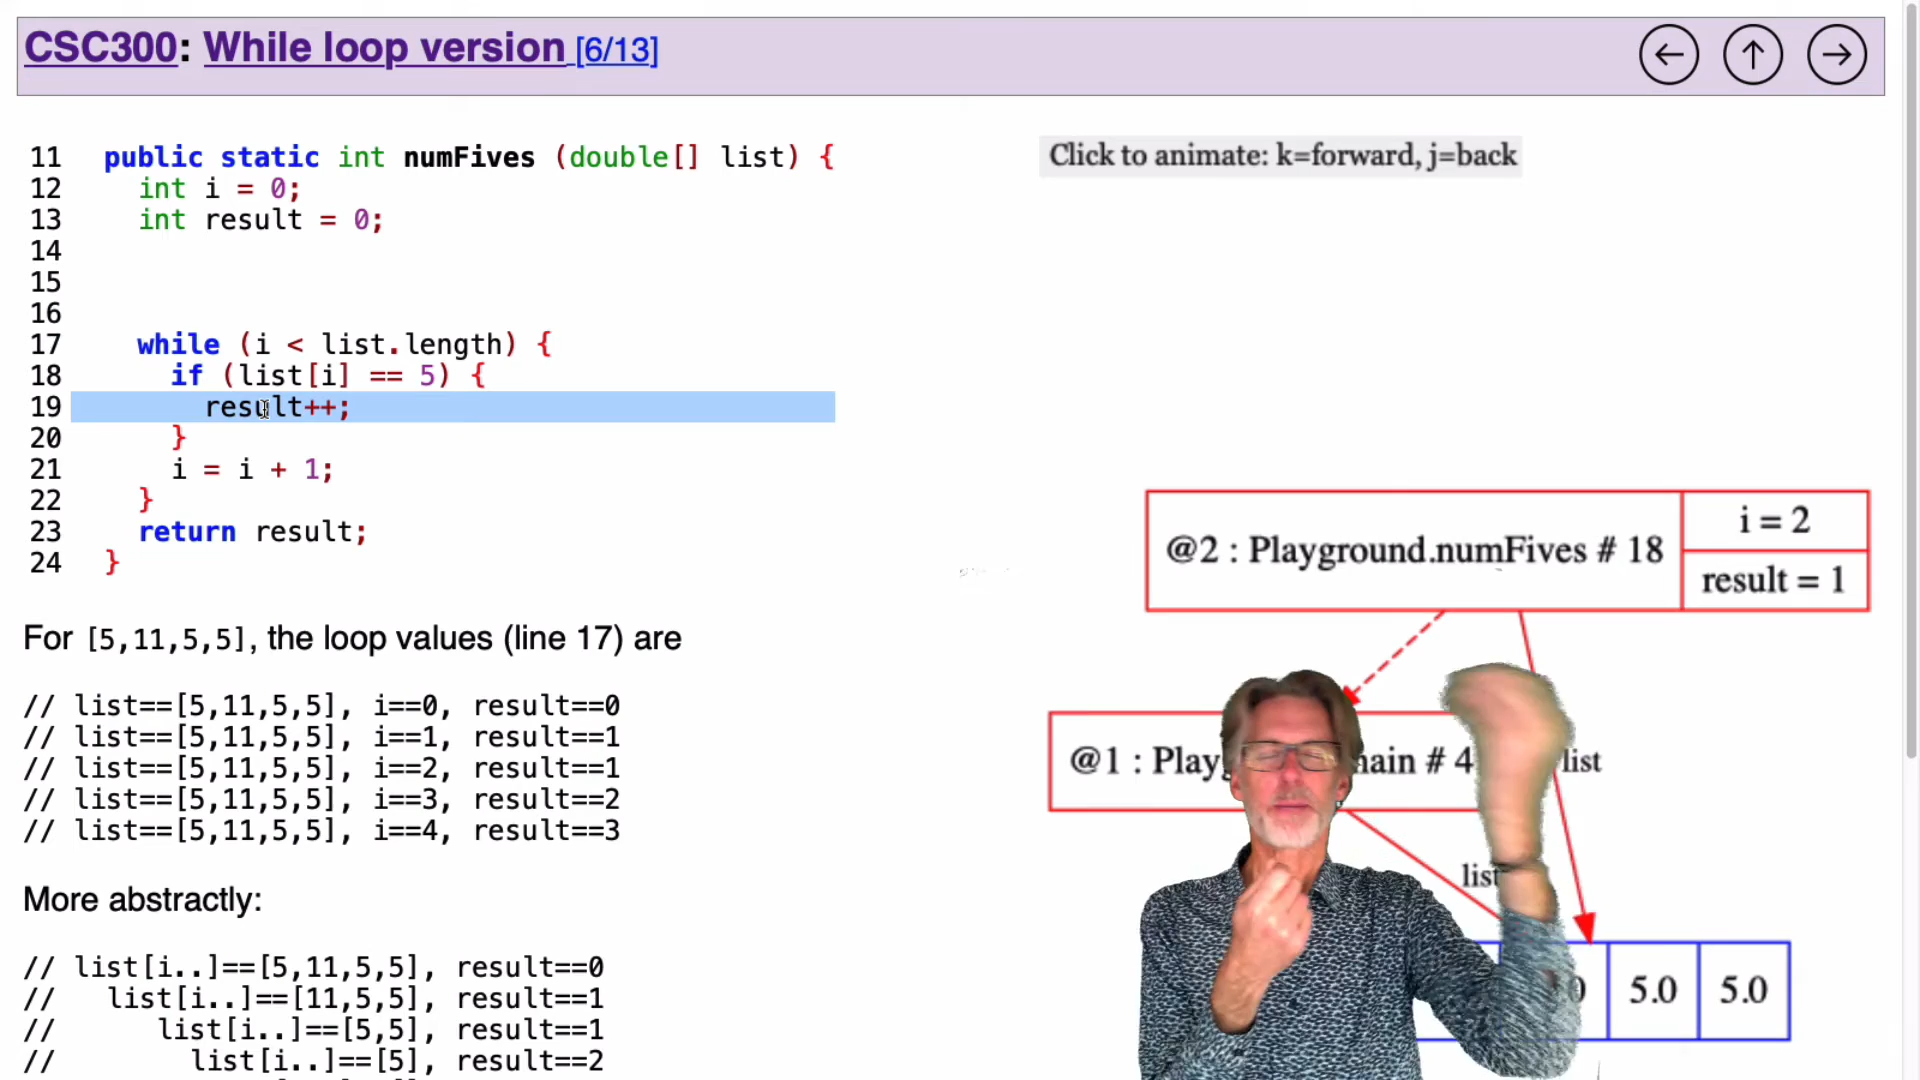 CSC300: While loop version [6/13]
11 public static int numFives (double[] list) {
12 int i = 0;
13 int result = 0;
14
15
16
17 while (i < list.length) {
18 if (list[i] == 5) {
19 result++;
20 }
21 i = i + 1;
22 }
23 return result;
24 }
For [5,11,5,5], the loop values (line 17) are
// list==[5,11,5,5], i==0, result==0
// list==[5,11,5,5], i==1, result==1
// list==[5,11,5,5], i==2, result==1
// list==[5,11,5,5], i==3, result==2
// list==[5,11,5,5], i==4, result==3
More abstractly:
// list[i..]==[5,11,5,5], result==0
// list[i..]==[11,5,5], result==1
// list[i..]==[5,5], result==1
// list[i..]==[5], result==2
Click to animate: k=forward, j=back
@2 : Playground.numFives # 18
i = 2
result = 1
@1 : # 4
list
list
5.0 5.0